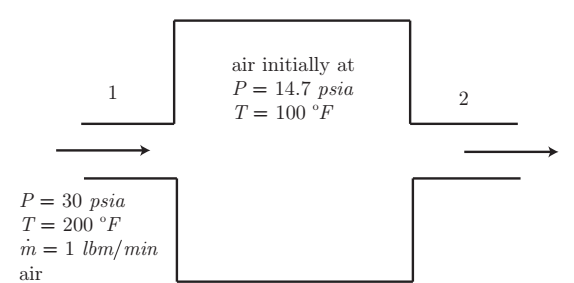 air initially at
P = 14.7 psia
T = 100 °F
1
2
P = 30 psia
T = 200 °F
ṁ = 1 lbm/min
air